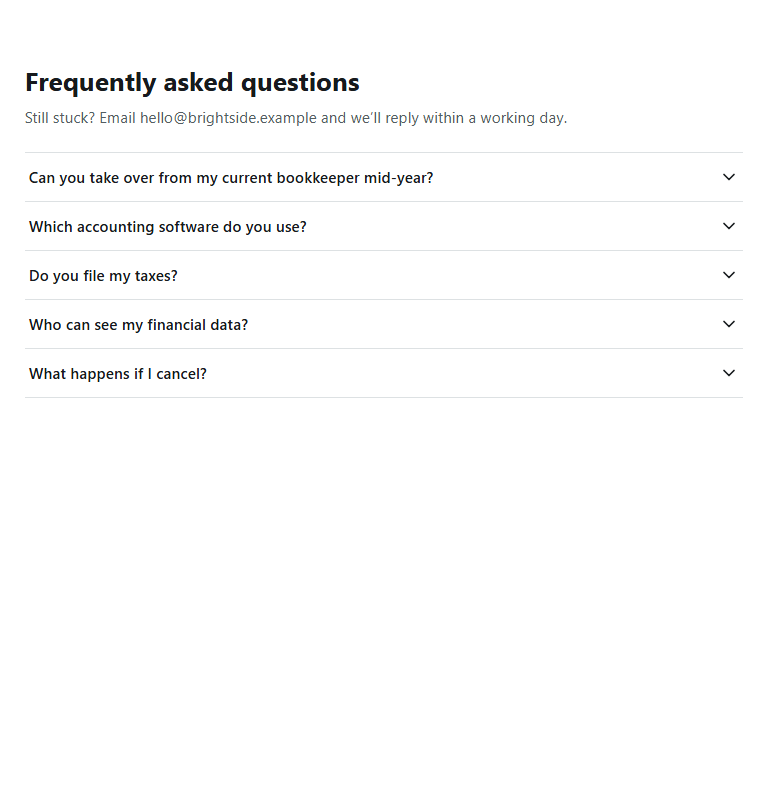 Frequently asked questions
Still stuck? Email hello@brightside.example and we’ll reply within a working day.
Can you take over from my current bookkeeper mid-year?
Which accounting software do you use?
Do you file my taxes?
Who can see my financial data?
What happens if I cancel?